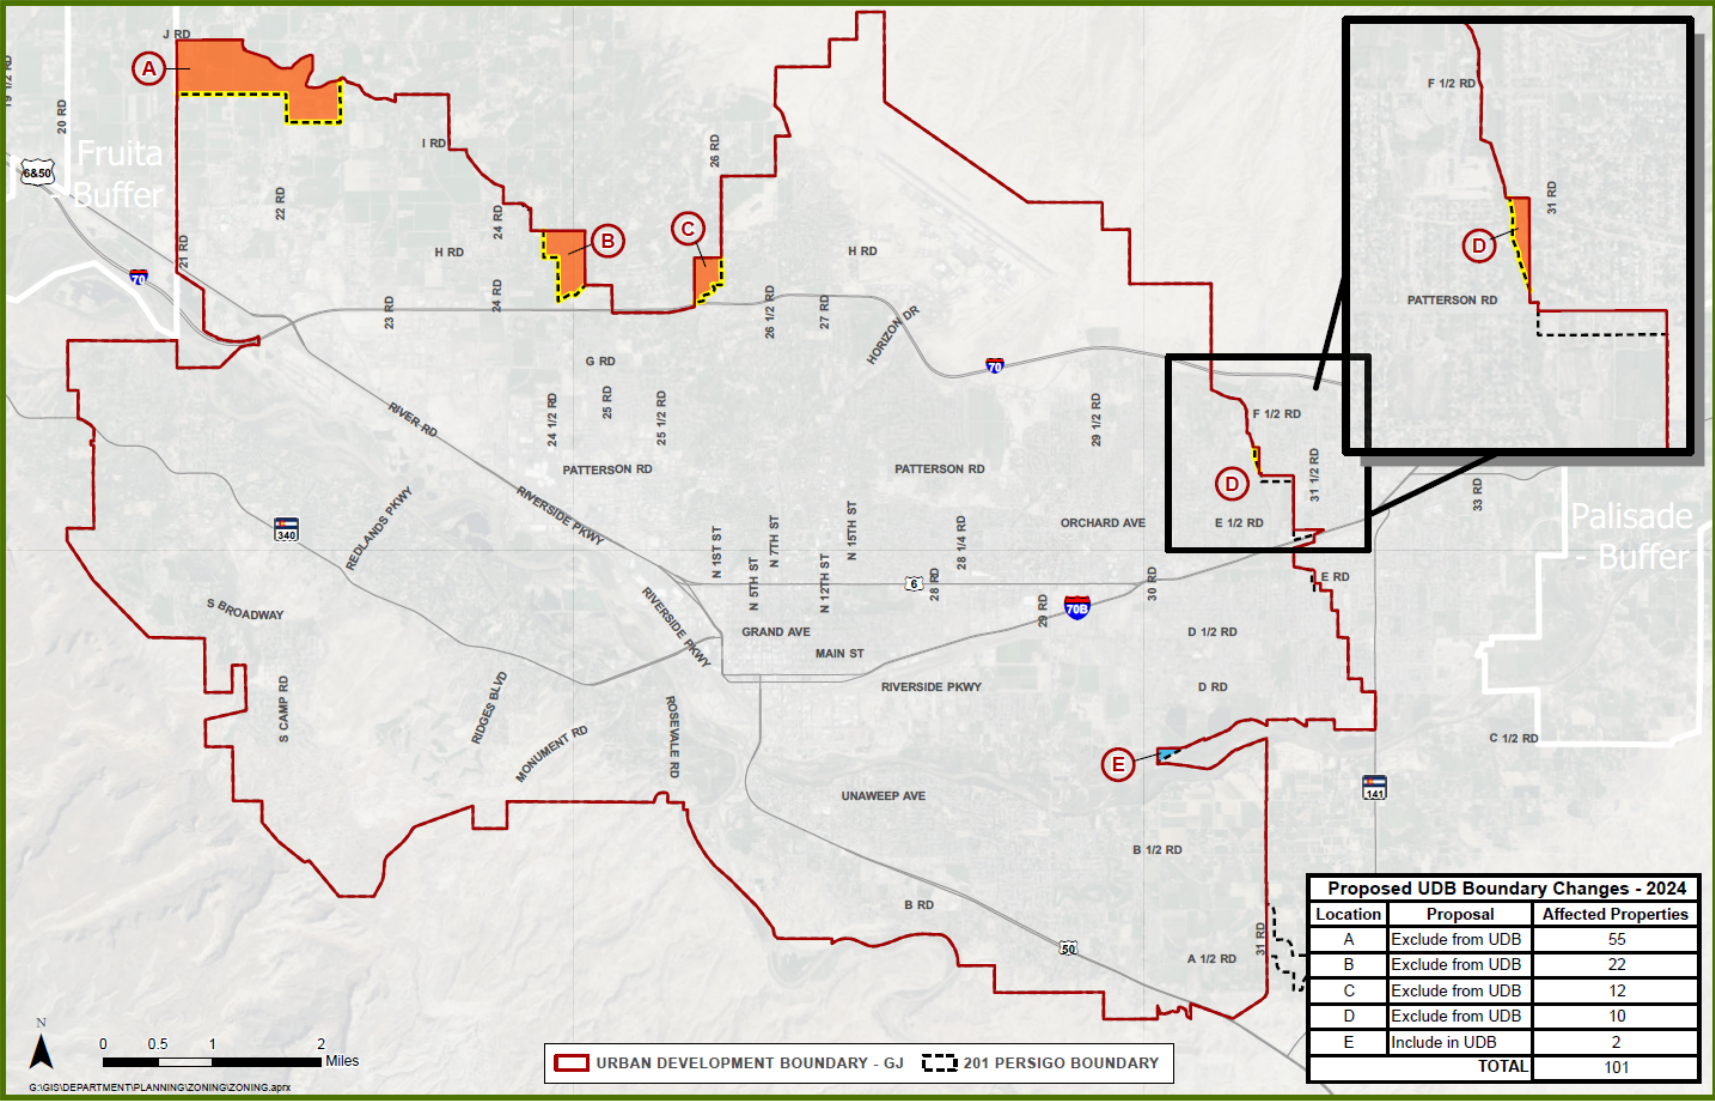 J RD
A
19 1/2 RD
20 RD
F 1/2 RD
Fruita
- Buffer
6&50
I RD
26 RD
22 RD
24 RD
31 RD
B
C
D
21 RD
H RD
H RD
70
24 RD
23 RD
26 1/2 RD
27 RD
PATTERSON RD
HORIZON DR
G RD
70
24 1/2 RD
25 RD
25 1/2 RD
29 1/2 RD
RIVER RD
F 1/2 RD
PATTERSON RD
PATTERSON RD
D
31 1/2 RD
33 RD
RIVERSIDE PKWY
REDLANDS PKWY
340
N 1ST ST
N 7TH ST
N 15TH ST
28 1/4 RD
ORCHARD AVE
E 1/2 RD
Palisade
- Buffer
N 5TH ST
N 12TH ST
6
28 RD
30 RD
E RD
S BROADWAY
RIVERSIDE PKWY
29 RD
70B
GRAND AVE
D 1/2 RD
MAIN ST
S CAMP RD
RIDGES BLVD
ROSEVALE RD
RIVERSIDE PKWY
D RD
MONUMENT RD
C 1/2 RD
E
UNAWEEP AVE
141
B 1/2 RD
B RD
50
31 RD
A 1/2 RD
Proposed UDB Boundary Changes - 2024
Location Proposal Affected Properties
A Exclude from UDB 55
B Exclude from UDB 22
C Exclude from UDB 12
D Exclude from UDB 10
E Include in UDB 2
TOTAL 101
N
0 0.5 1 2
Miles
G:\GIS\DEPARTMENT\PLANNING\ZONING\ZONING.aprx
URBAN DEVELOPMENT BOUNDARY - GJ 201 PERSIGO BOUNDARY